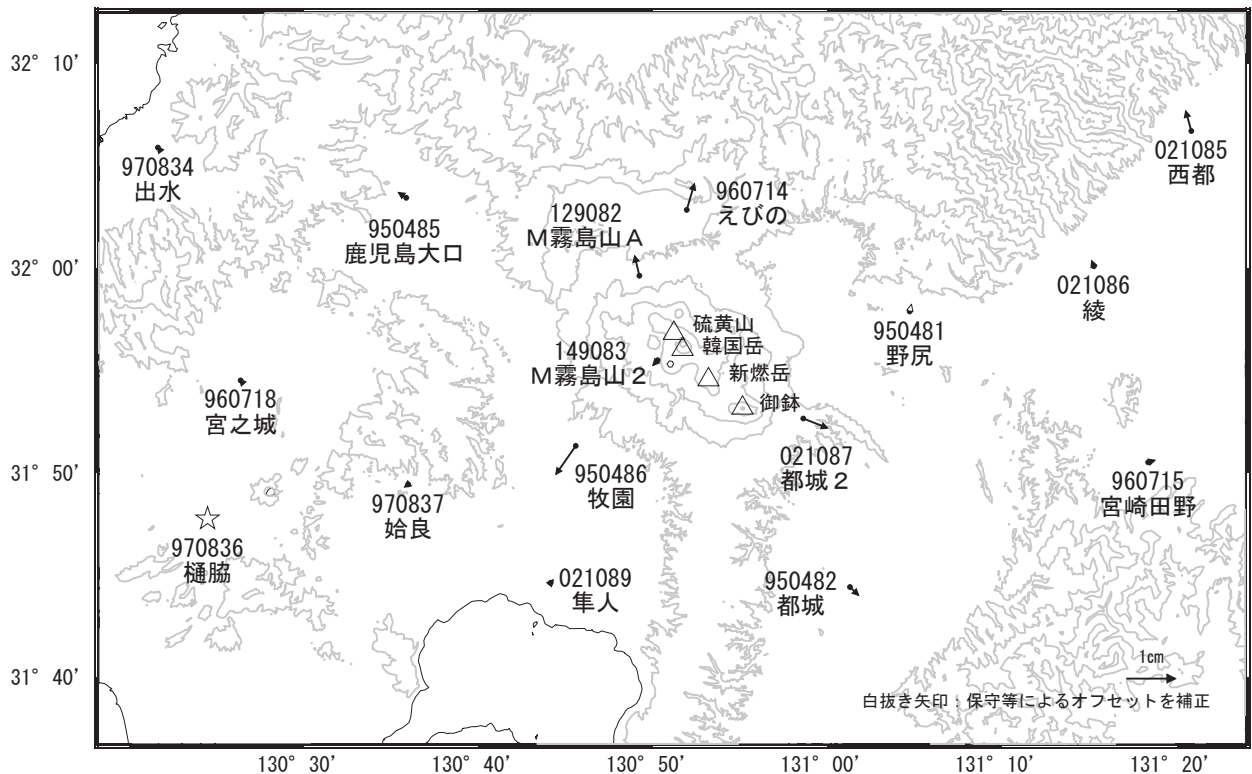 32° 10'
32° 00'
31° 50'
31° 40'
970834
出水
950485
鹿児島大口
129082
M霧島山A
960714
えびの
021085
西都
021086
綾
950481
野尻
硫黄山
韓国岳
新燃岳
御鉢
149083
M霧島山2
960718
宮之城
970837
姶良
950486
牧園
021087
都城2
960715
宮崎田野
970836
樋脇
021089
隼人
950482
都城
1cm
白抜き矢印:保守等によるオフセットを補正
130° 30' 130° 40' 130° 50' 131° 00' 131° 10' 131° 20'